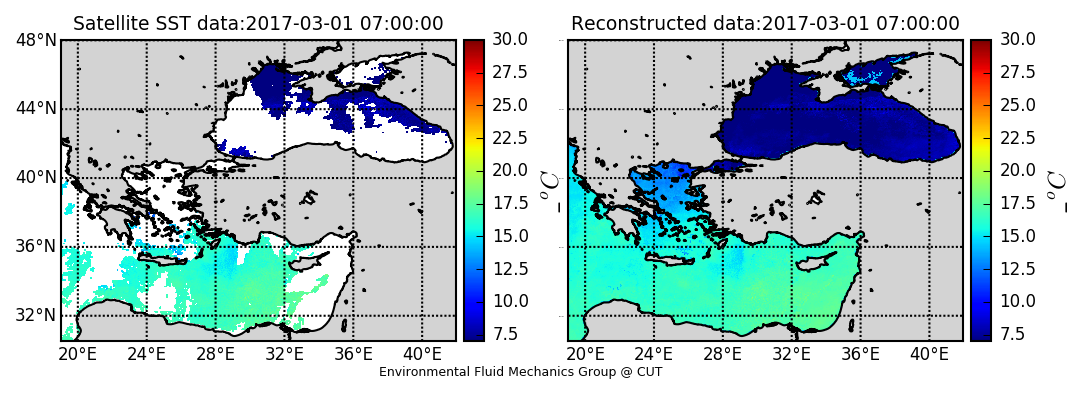 Satellite SST data:2017-03-01 07:00:00
Reconstructed data:2017-03-01 07:00:00
48°N
44°N
40°N
36°N
32°N
20°E 24°E 28°E 32°E 36°E 40°E
30.0
27.5
25.0
22.5
20.0
17.5
15.0
12.5
10.0
7.5
_°C
20°E 24°E 28°E 32°E 36°E 40°E
30.0
27.5
25.0
22.5
20.0
17.5
15.0
12.5
10.0
7.5
_°C
Environmental Fluid Mechanics Group @ CUT